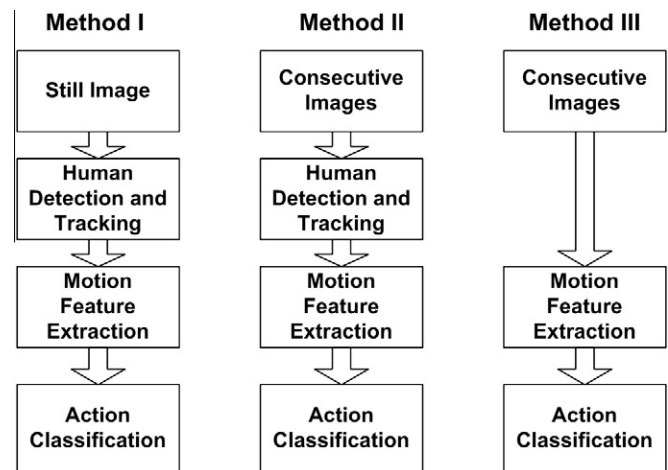 Method I
Method II
Method III
Still Image
Consecutive
Images
Consecutive
Images
Human
Detection and
Tracking
Human
Detection and
Tracking
Motion
Feature
Extraction
Motion
Feature
Extraction
Motion
Feature
Extraction
Action
Classification
Action
Classification
Action
Classification